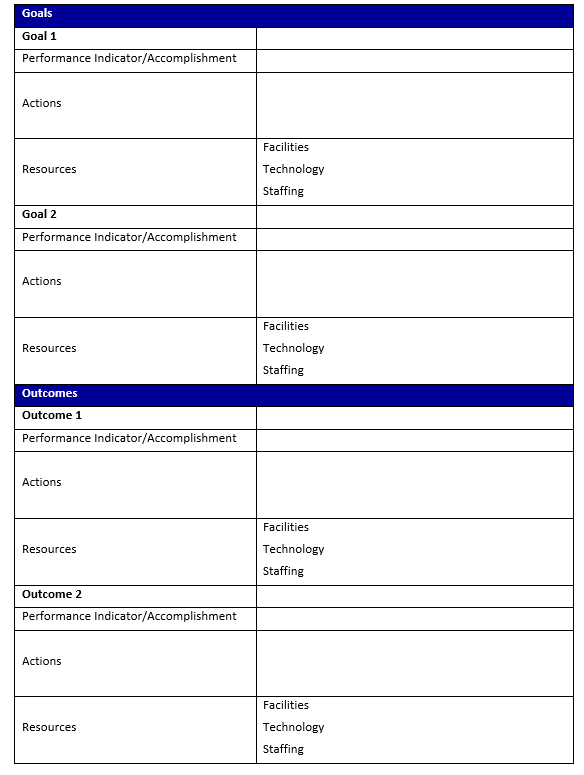 Goals
Goal 1
Performance Indicator/Accomplishment
Actions
Resources
Facilities
Technology
Staffing
Goal 2
Performance Indicator/Accomplishment
Actions
Resources
Facilities
Technology
Staffing
Outcomes
Outcome 1
Performance Indicator/Accomplishment
Actions
Resources
Facilities
Technology
Staffing
Outcome 2
Performance Indicator/Accomplishment
Actions
Resources
Facilities
Technology
Staffing